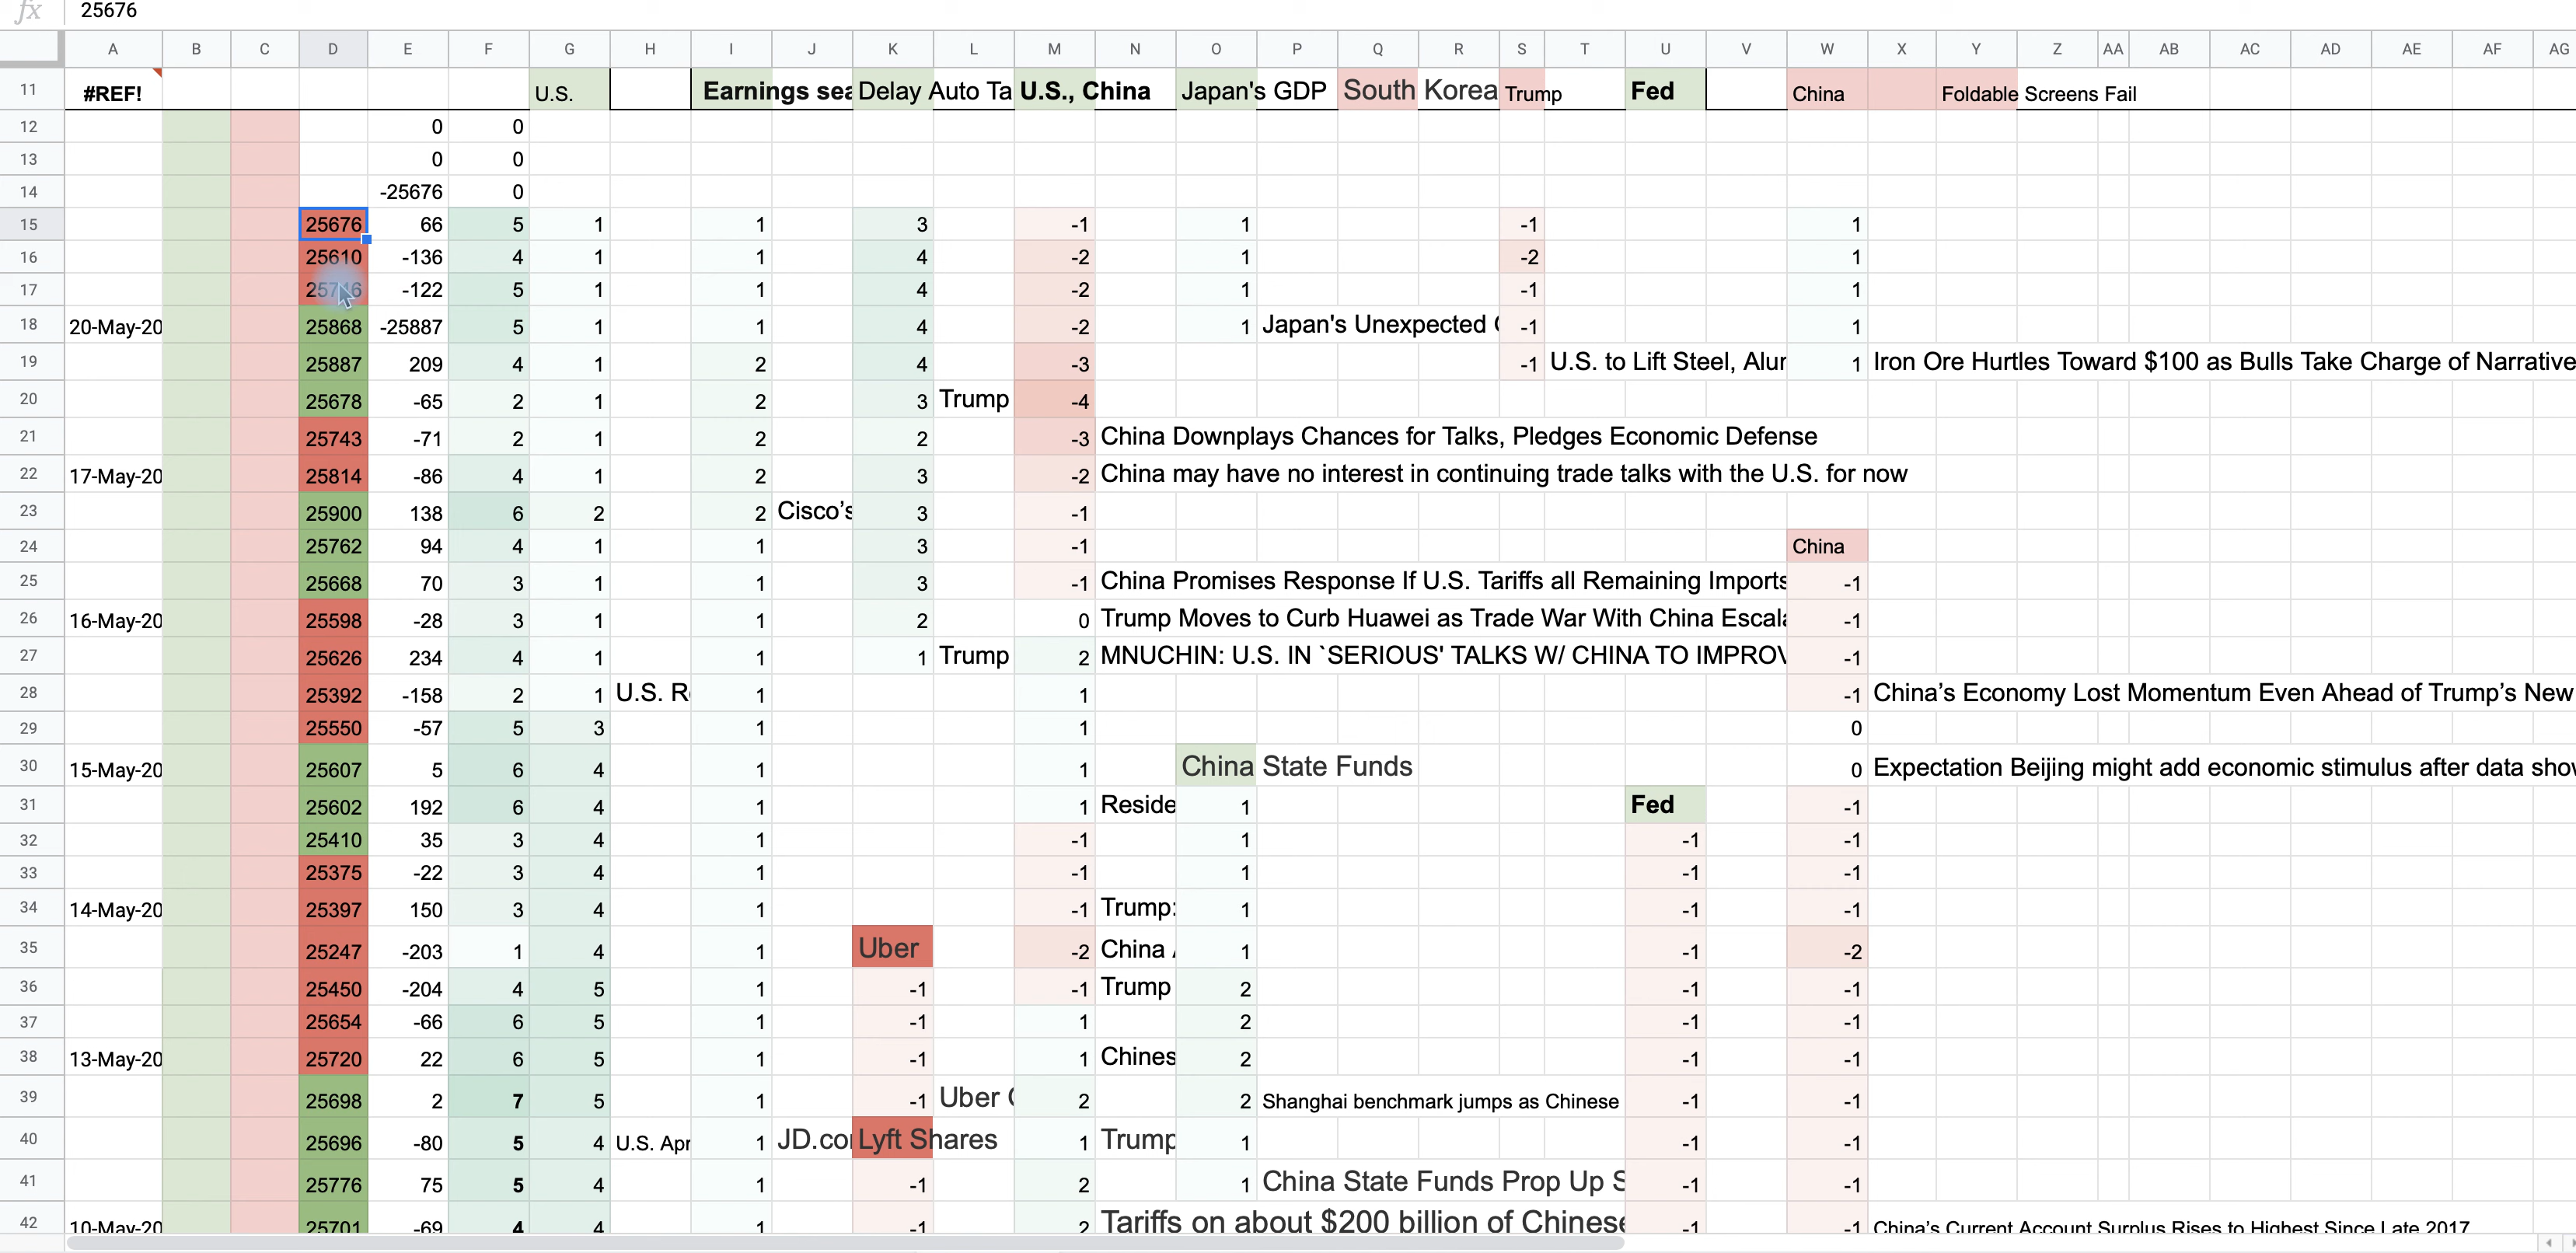 fx 25676
A B C D E F G H I J K L M N O P Q R S T U V W X Y Z AA AB AC AD AE AF AG
11 #REF! U.S. Earnings sea Delay Auto Ta U.S., China Japan's GDP South Korea Trump Fed China Foldable Screens Fail
12 0 0
13 0 0
14 -25676 0
15 25676 66 5 1 1 3 -1 1 -1 1
16 25610 -136 4 1 1 4 -2 1 -2 1
17 25746 -122 5 1 1 4 -2 1 -1 1
18 20-May-20 25868 -25887 5 1 1 4 -2 1 Japan's Unexpected -1 1
19 25887 209 4 1 2 4 -3 -1 U.S. to Lift Steel, Alur 1 Iron Ore Hurtles Toward $100 as Bulls Take Charge of Narrative
20 25678 -65 2 1 2 3 Trump -4
21 25743 -71 2 1 2 2 -3 China Downplays Chances for Talks, Pledges Economic Defense
22 17-May-20 25814 -86 4 1 2 3 -2 China may have no interest in continuing trade talks with the U.S. for now
23 25900 138 6 2 2 Cisco's 3 -1
24 25762 94 4 1 1 3 -1 China
25 25668 70 3 1 1 3 -1 China Promises Response If U.S. Tariffs all Remaining Imports -1
26 16-May-20 25598 -28 3 1 1 2 0 Trump Moves to Curb Huawei as Trade War With China Escala -1
27 25626 234 4 1 1 1 Trump 2 MNUCHIN: U.S. IN `SERIOUS' TALKS W/ CHINA TO IMPROV -1
28 25392 -158 2 1 U.S. R 1 1 -1 China’s Economy Lost Momentum Even Ahead of Trump’s New
29 25550 -57 5 3 1 1 0
30 15-May-20 25607 5 6 4 1 1 China State Funds 0 Expectation Beijing might add economic stimulus after data show
31 25602 192 6 4 1 1 Reside 1 Fed -1
32 25410 35 3 4 1 -1 1 -1 -1
33 25375 -22 3 4 1 -1 1 -1 -1
34 14-May-20 25397 150 3 4 1 -1 Trump: 1 -1 -1
35 25247 -203 1 4 1 Uber -2 China 1 -1 -2
36 25450 -204 4 5 1 -1 -1 Trump 2 -1 -1
37 25654 -66 6 5 1 -1 1 2 -1 -1
38 13-May-20 25720 22 6 5 1 -1 1 Chines 2 -1 -1
39 25698 2 7 5 1 -1 Uber 2 2 Shanghai benchmark jumps as Chinese -1 -1
40 25696 -80 5 4 U.S. Apr 1 JD.co Lyft Shares 1 Trump 1 -1 -1
41 25776 75 5 4 1 -1 2 1 China State Funds Prop Up S -1 -1
42 10-May-20 25701 -69 4 4 1 -1 2 Tariffs on about $200 billion of Chinese -1 -1 China’s Current Account Surplus Rises to Highest Since Late 2017